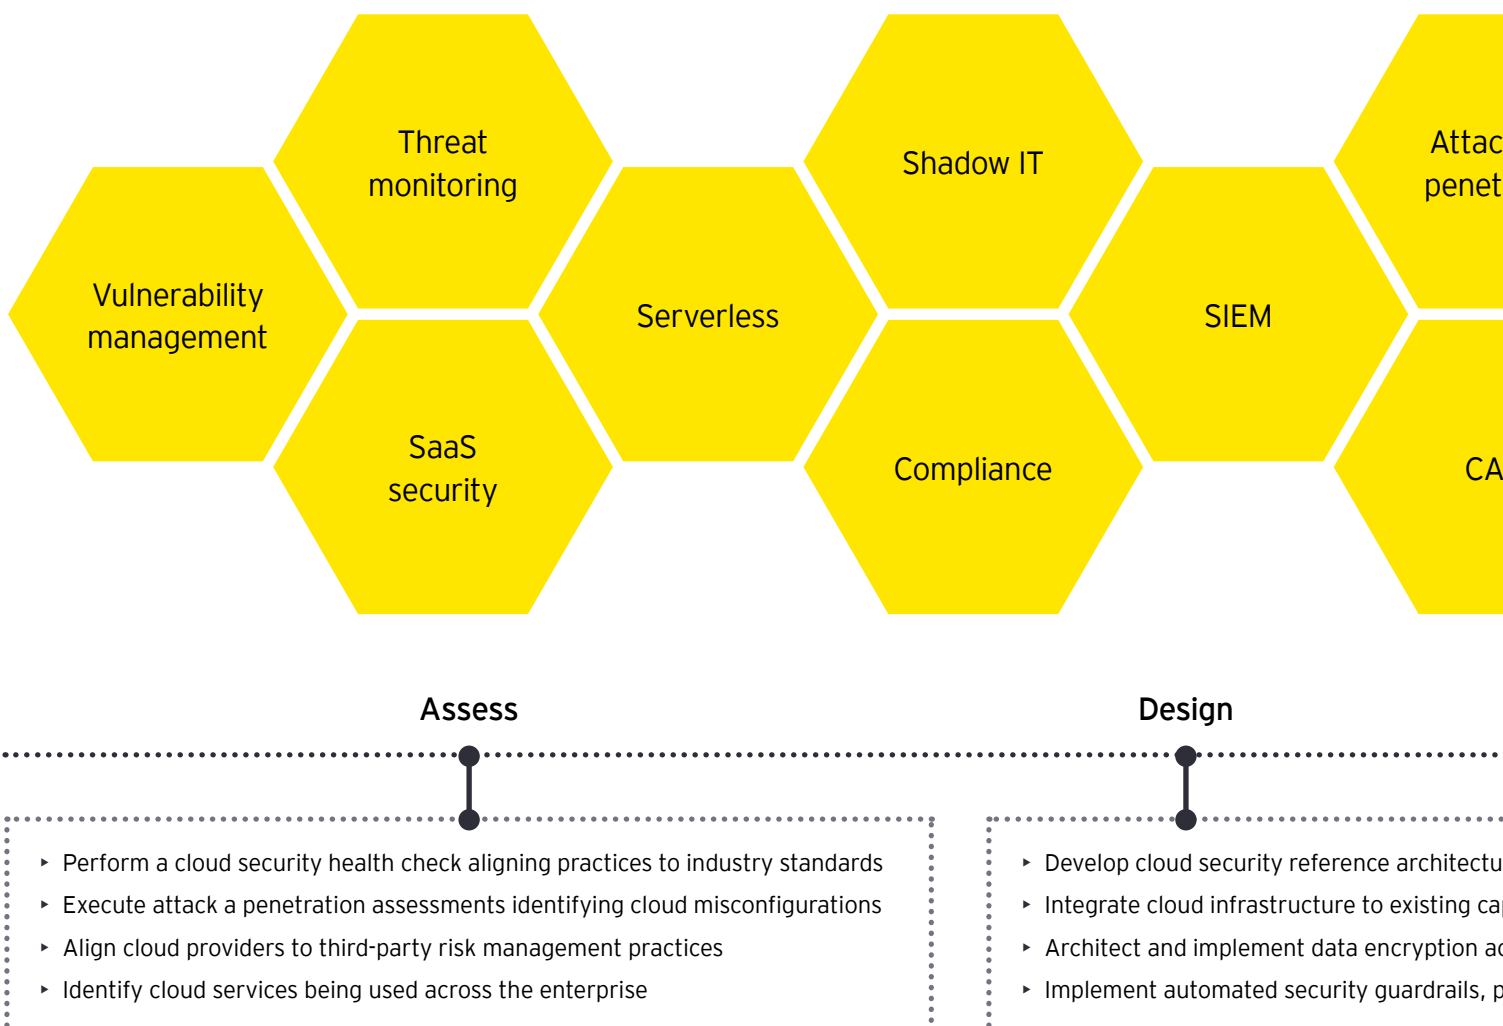 Threat
monitoring
Shadow IT
Vulnerability
management
Serverless
SIEM
SaaS
security
Compliance
Assess
Design
▸ Perform a cloud security health check aligning practices to industry standards
▸ Execute attack a penetration assessments identifying cloud misconfigurations
▸ Align cloud providers to third-party risk management practices
▸ Identify cloud services being used across the enterprise
▸ Develop cloud security reference
▸ Integrate cloud infrastructure to existing
▸ Architect and implement data encryption
▸ Implement automated security guardrails,